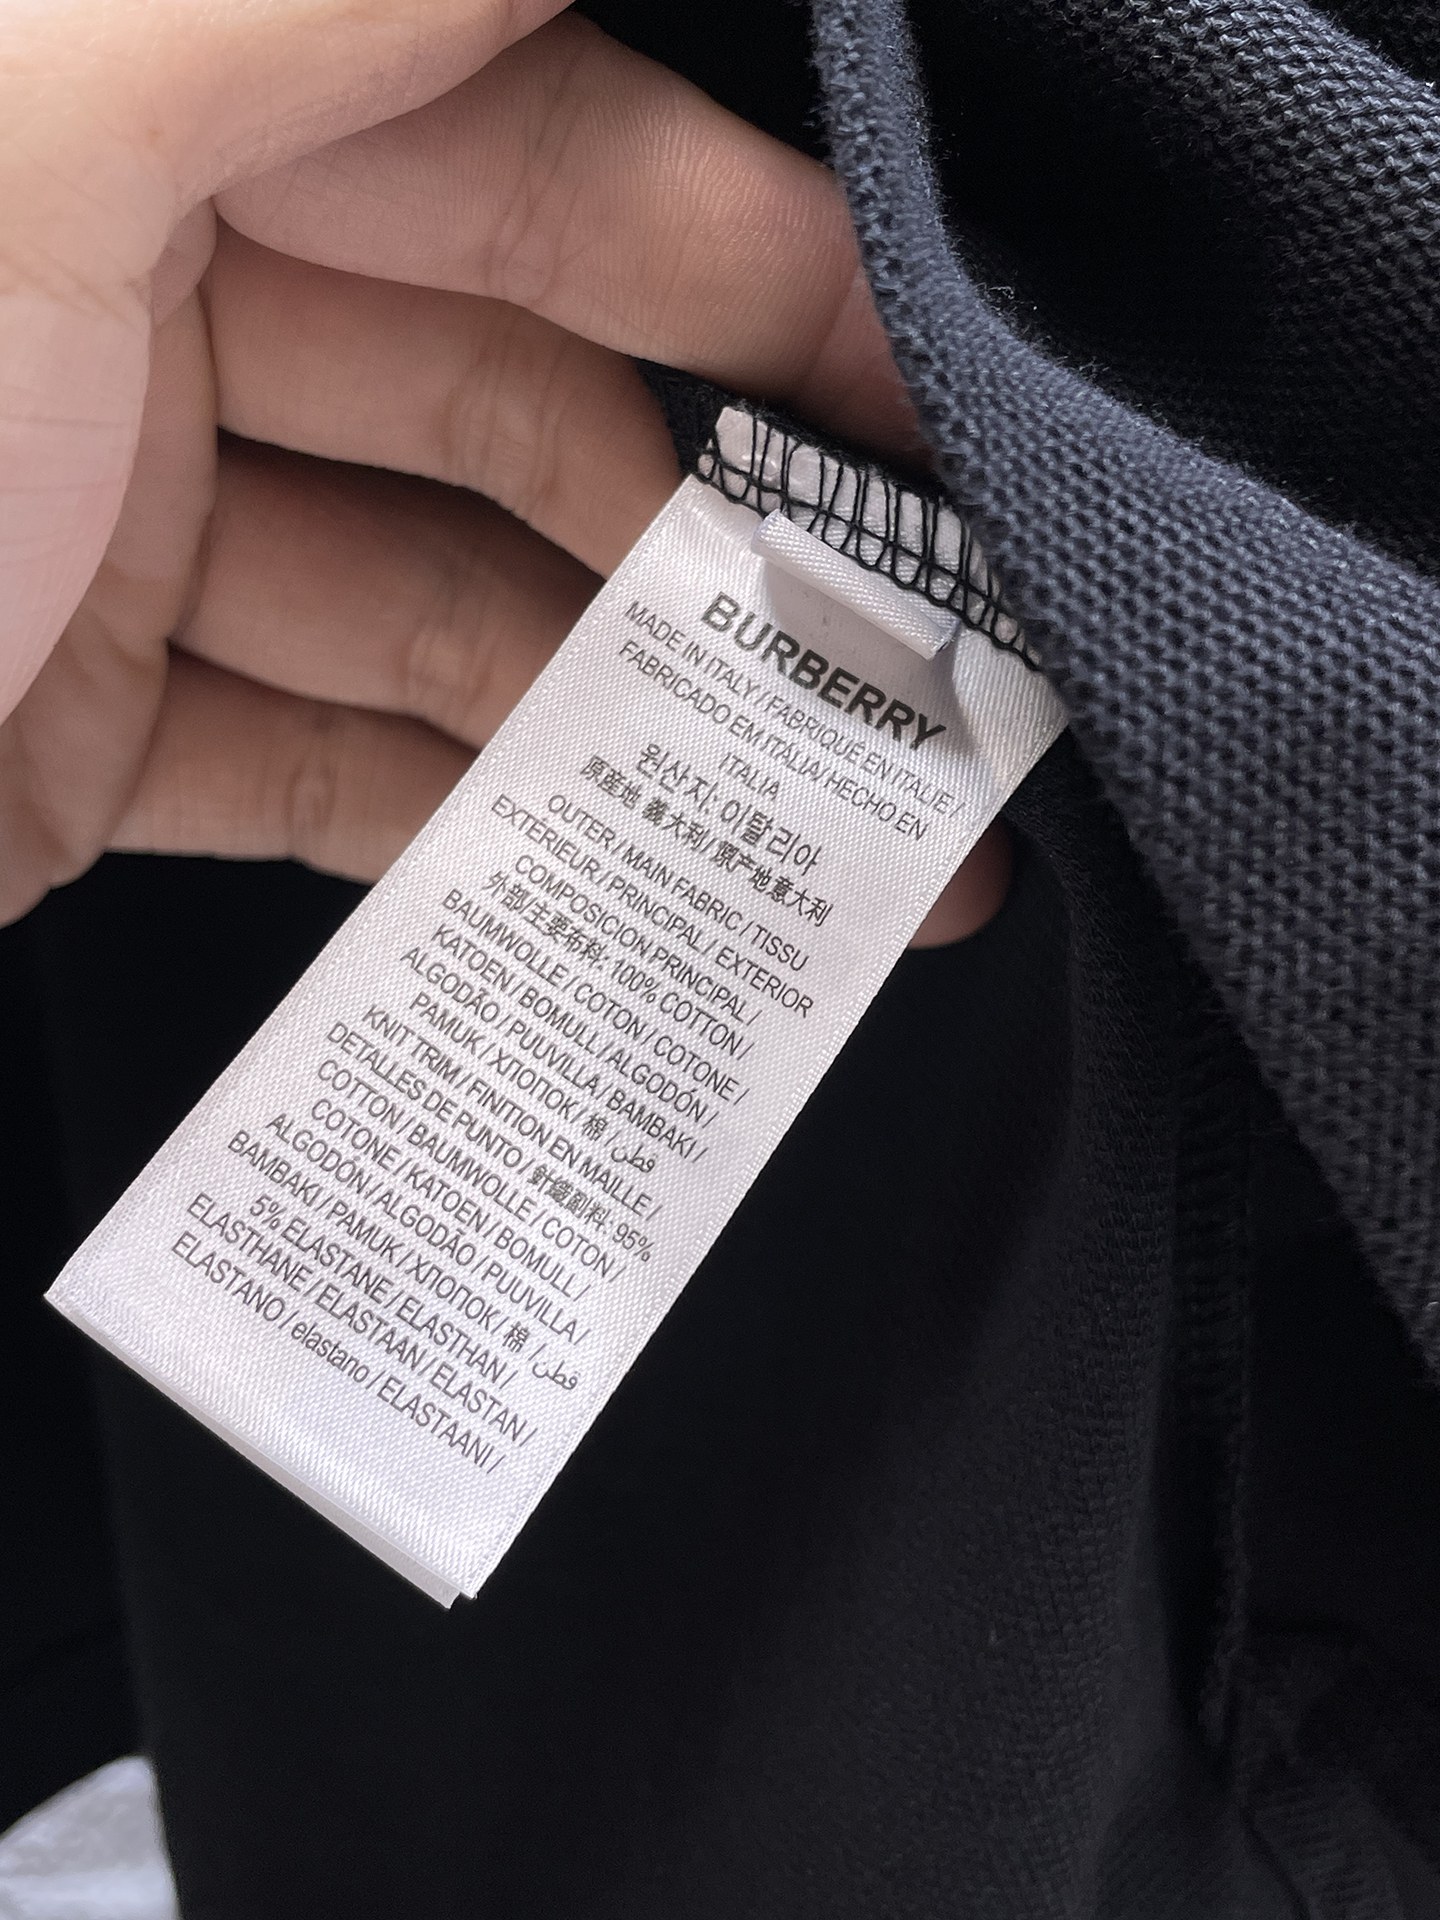 BURBERRY
MADE IN ITALY / FABRIQUÉ EN ITALIE /
FABRICADO EM ITÁLIA / HECHO EN
ITALIA
원산지: 이탈리아
原産地 義大利 / 原产地意大利
OUTER / MAIN FABRIC / TISSU
EXTERIEUR / PRINCIPAL / EXTERIOR
COMPOSICION PRINCIPAL /
外部/主要布料: 100% COTTON /
BAUMWOLLE / COTON / COTONE /
KATOEN / BOMULL / ALGODÓN /
ALGODÃO / PUUVILLA / BAMBAKI /
PAMUK / ХЛОПОК / 棉 / قطن
KNIT TRIM / FINITION EN MAILLE /
DETALLES DE PUNTO / 針織副料: 95%
COTTON / BAUMWOLLE / COTON /
COTONE / KATOEN / BOMULL /
ALGODÓN / ALGODÃO / PUUVILLA /
BAMBAKI / PAMUK / ХЛОПОК / 棉 / قطن
5% ELASTANE / ELASTHAN /
ELASTHANE / ELASTAAN / ELASTAN /
ELASTANO / elastano / ELASTAANI /